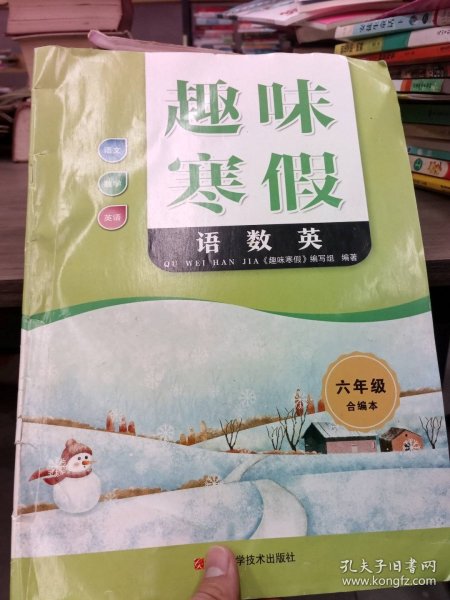 趣味
寒假
语文
数学
英语
语数英
QU WEI HAN JIA《趣味寒假》编写组 编著
六年级
合编本
学技术出版社
孔夫子旧书网
www.kongfz.com